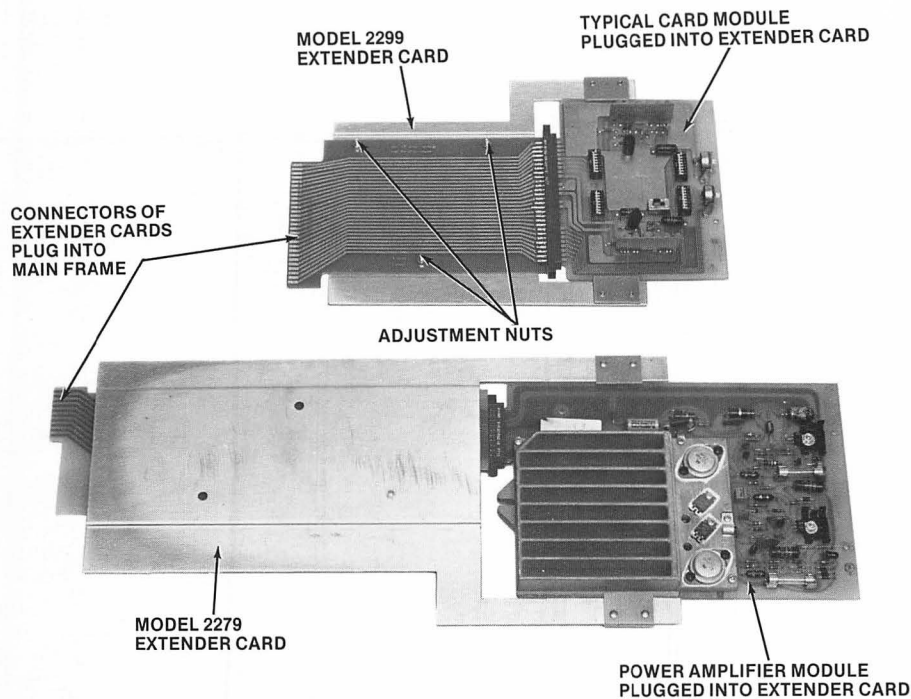 MODEL 2299
EXTENDER CARD
TYPICAL CARD MODULE
PLUGGED INTO EXTENDER CARD
CONNECTORS OF
EXTENDER CARDS
PLUG INTO
MAIN FRAME
ADJUSTMENT NUTS
MODEL 2279
EXTENDER CARD
POWER AMPLIFIER MODULE
PLUGGED INTO EXTENDER CARD